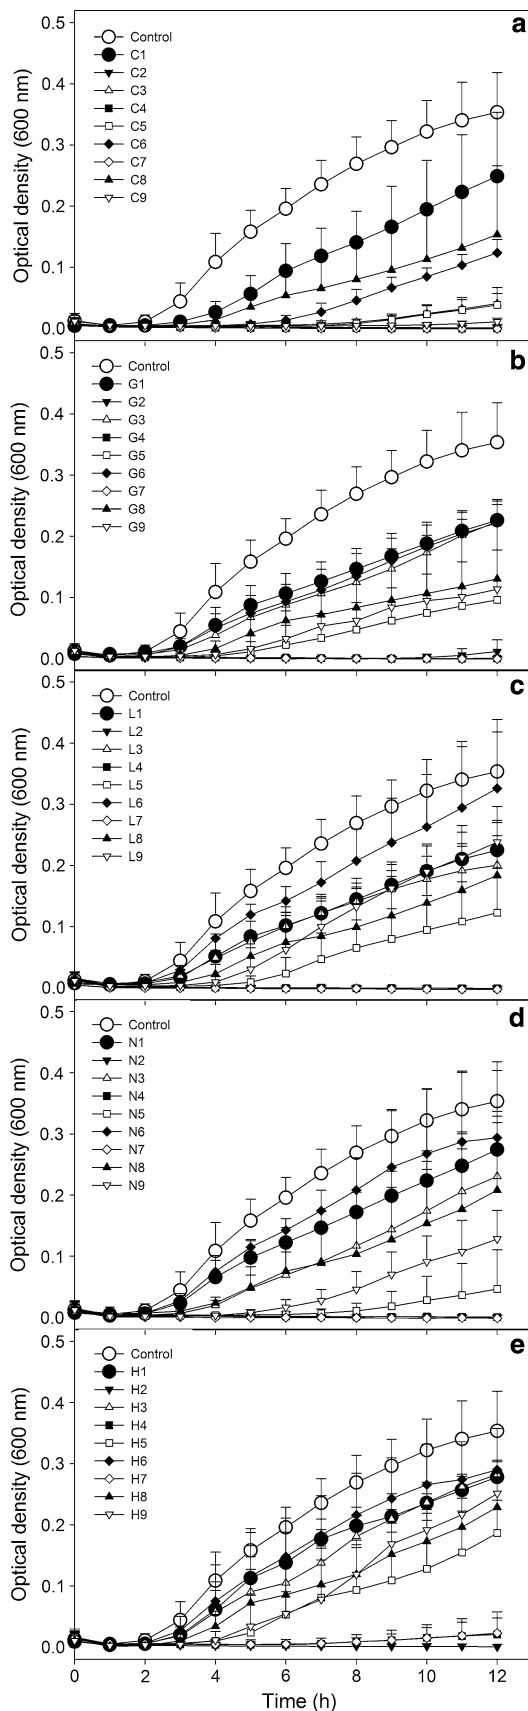 a
Optical density (600 nm)
0.5
0.4
0.3
0.2
0.1
0.0
Control
C1
C2
C3
C4
C5
C6
C7
C8
C9
b
Optical density (600 nm)
0.5
0.4
0.3
0.2
0.1
0.0
Control
G1
G2
G3
G4
G5
G6
G7
G8
G9
c
Optical density (600 nm)
0.5
0.4
0.3
0.2
0.1
0.0
Control
L1
L2
L3
L4
L5
L6
L7
L8
L9
d
Optical density (600 nm)
0.5
0.4
0.3
0.2
0.1
0.0
Control
N1
N2
N3
N4
N5
N6
N7
N8
N9
e
Optical density (600 nm)
0.5
0.4
0.3
0.2
0.1
0.0
Control
H1
H2
H3
H4
H5
H6
H7
H8
H9
0 2 4 6 8 10 12
Time (h)